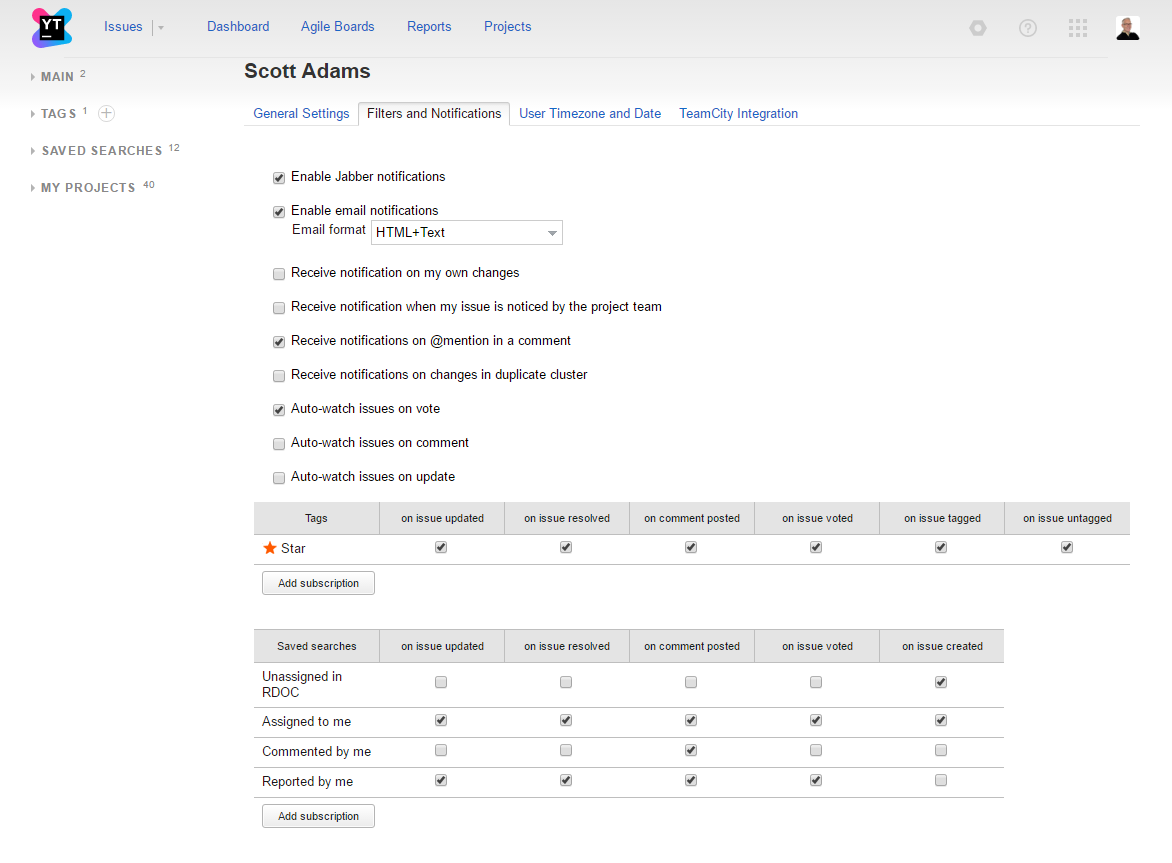 YT
Issues Dashboard Agile Boards Reports Projects
MAIN 2
TAGS 1
SAVED SEARCHES 12
MY PROJECTS 40
Scott Adams
General Settings Filters and Notifications User Timezone and Date TeamCity Integration
Enable Jabber notifications
Enable email notifications
Email format HTML+Text
Receive notification on my own changes
Receive notification when my issue is noticed by the project team
Receive notifications on @mention in a comment
Receive notifications on changes in duplicate cluster
Auto-watch issues on vote
Auto-watch issues on comment
Auto-watch issues on update
Tags on issue updated on issue resolved on comment posted on issue voted on issue tagged on issue untagged
Star
Add subscription
Saved searches on issue updated on issue resolved on comment posted on issue voted on issue created
Unassigned in
RDOC
Assigned to me
Commented by me
Reported by me
Add subscription